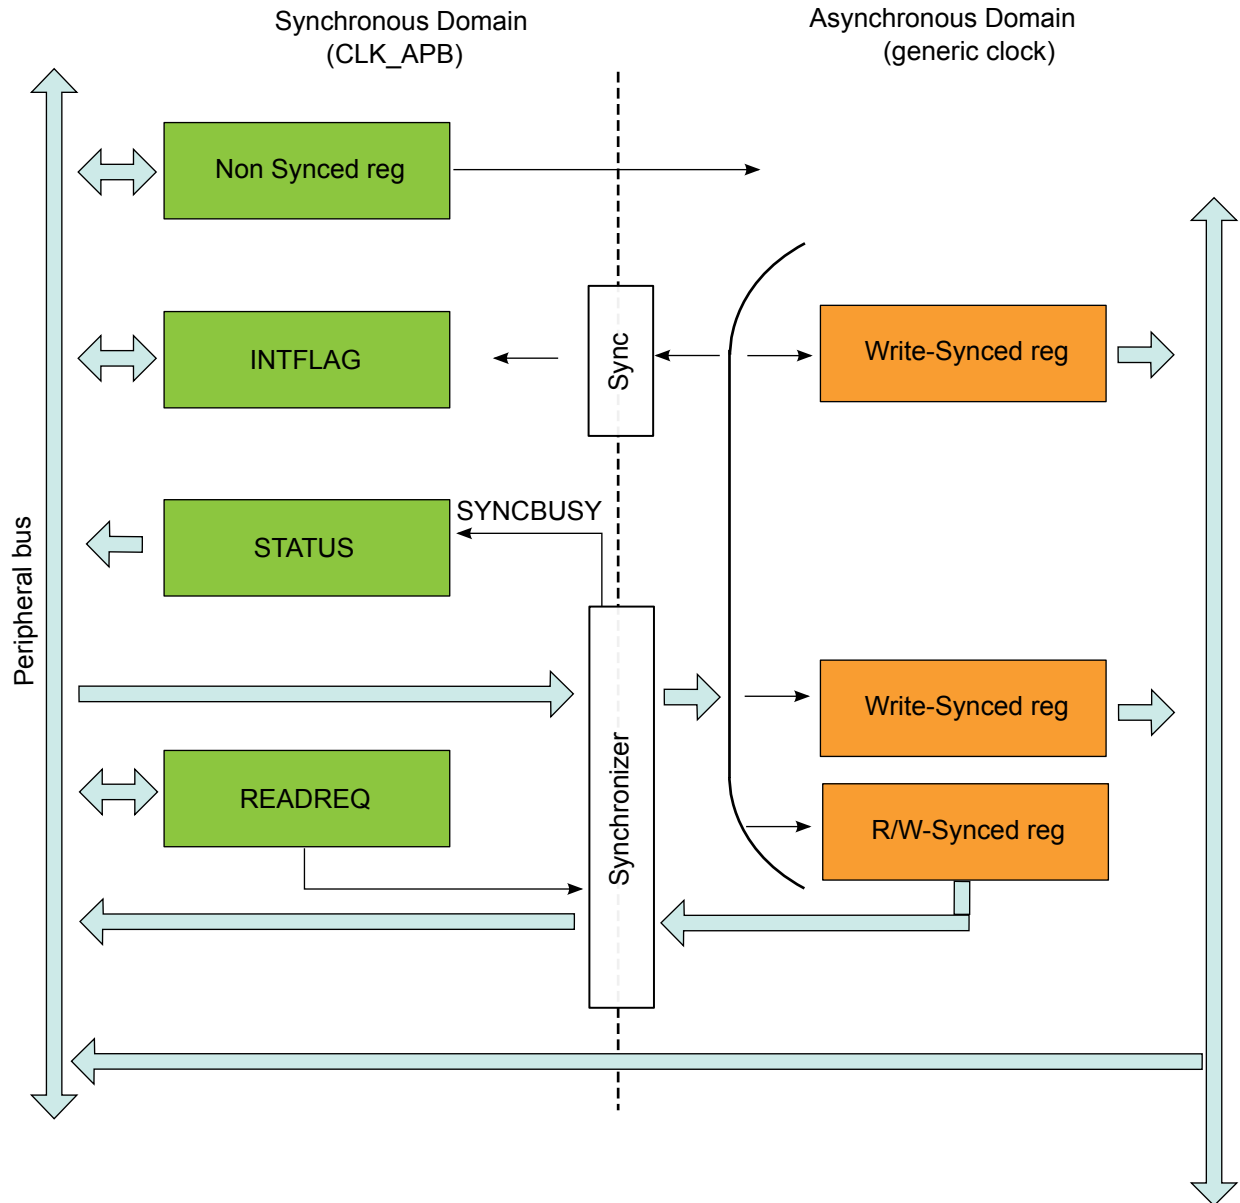 Synchronous Domain
(CLK_APB)
Asynchronous Domain
(generic clock)
Non Synced reg
INTFLAG
Sync
Write-Synced reg
SYNCBUSY
STATUS
Peripheral bus
Synchronizer
Write-Synced reg
READREQ
R/W-Synced reg